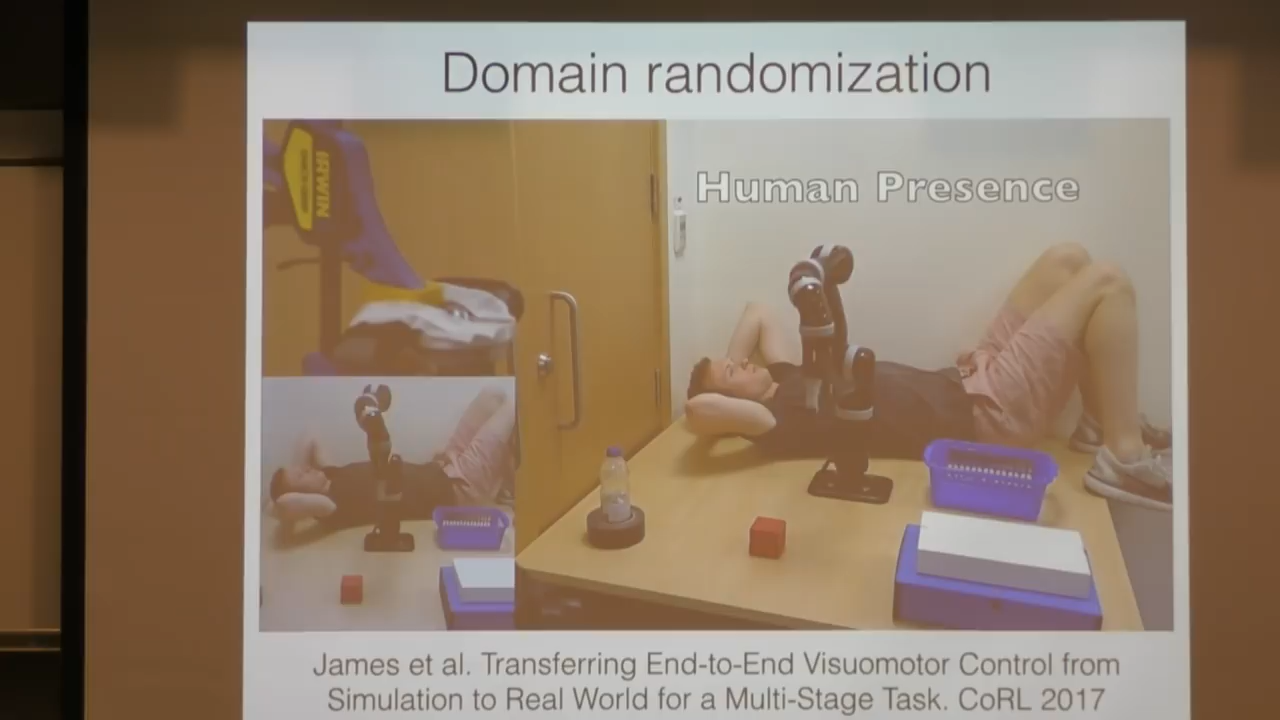 Domain randomization
IRWIN
Human Presence
James et al. Transferring End-to-End Visuomotor Control from
Simulation to Real World for a Multi-Stage Task. CoRL 2017